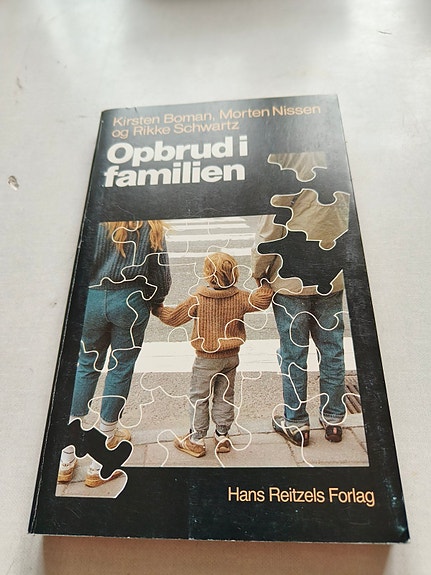 Kirsten Boman, Morten Nissen
og Rikke Schwartz
Opbrud i
familien
Hans Reitzels Forlag